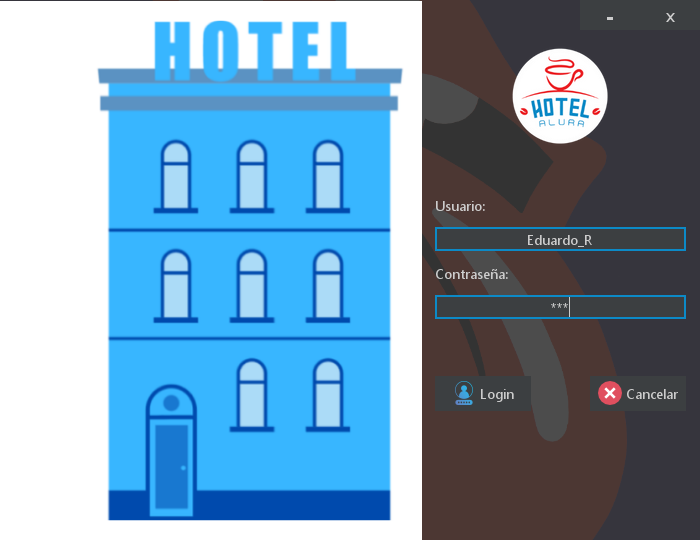 HOTEL
-
x
HOTEL
ALURA
Usuario:
Eduardo_R
Contraseña:
***
Login
Cancelar